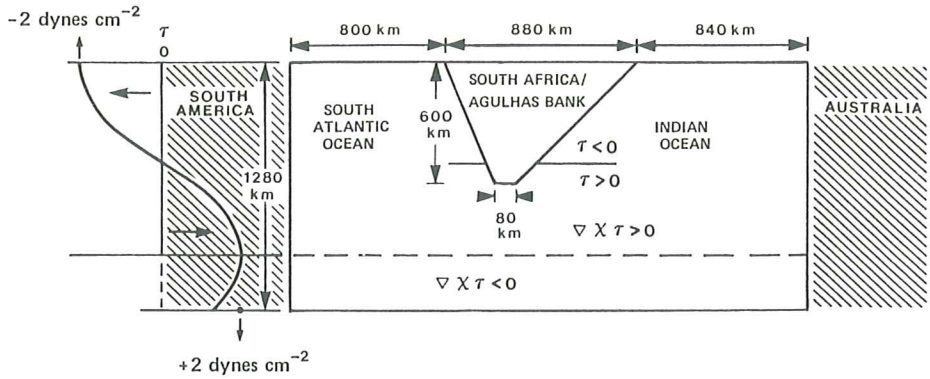 −2 dynes cm⁻²
τ
0
SOUTH
AMERICA
1280
km
+2 dynes cm⁻²
800 km
880 km
840 km
SOUTH
ATLANTIC
OCEAN
600
km
SOUTH AFRICA/
AGULHAS BANK
80
km
INDIAN
OCEAN
τ<0
τ>0
∇ χ τ>0
∇ χ τ<0
AUSTRALIA